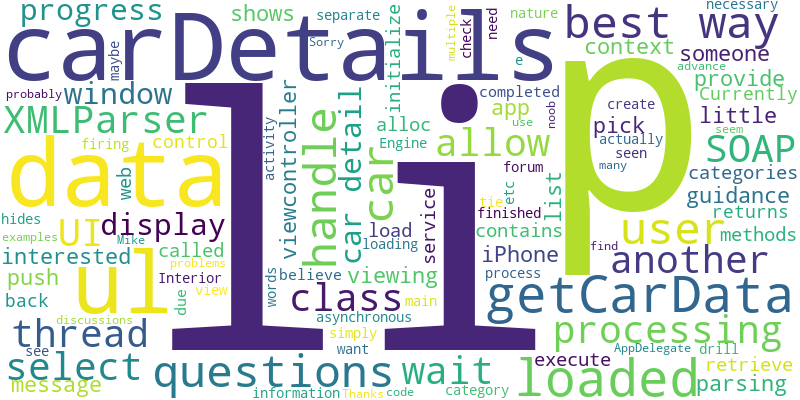 progress
shows
separate
Sorry
initialize
multiple
check
need
nature
necessary
best way
carDetails
maybe
e
context
someone
advance
probably
window
activity
viewcontroller
completed
app
create
noob
provide
Currently
XMLParser
handle
car detail
car
alloc
use
Engine
allow
pick
actually
seen
many
little
seem
SOAP
firing
control
data
web
li
p
forum
etc
list
tie
finished
categories
guidance
returns
hides
display
UI
examples
Mike
called
load
loading
service
contains
user
methods
interested
problems
Interior
words
believe
viewing
iPhone
process
find
another
push
back
ul
due
view
class
main
asynchronous
getCarData
discussions
thread
simply
want
processing
see
select
questions
wait
execute
AppDelegate
drill
retrieve
message
information
Thanks
code
category
loaded
parsing